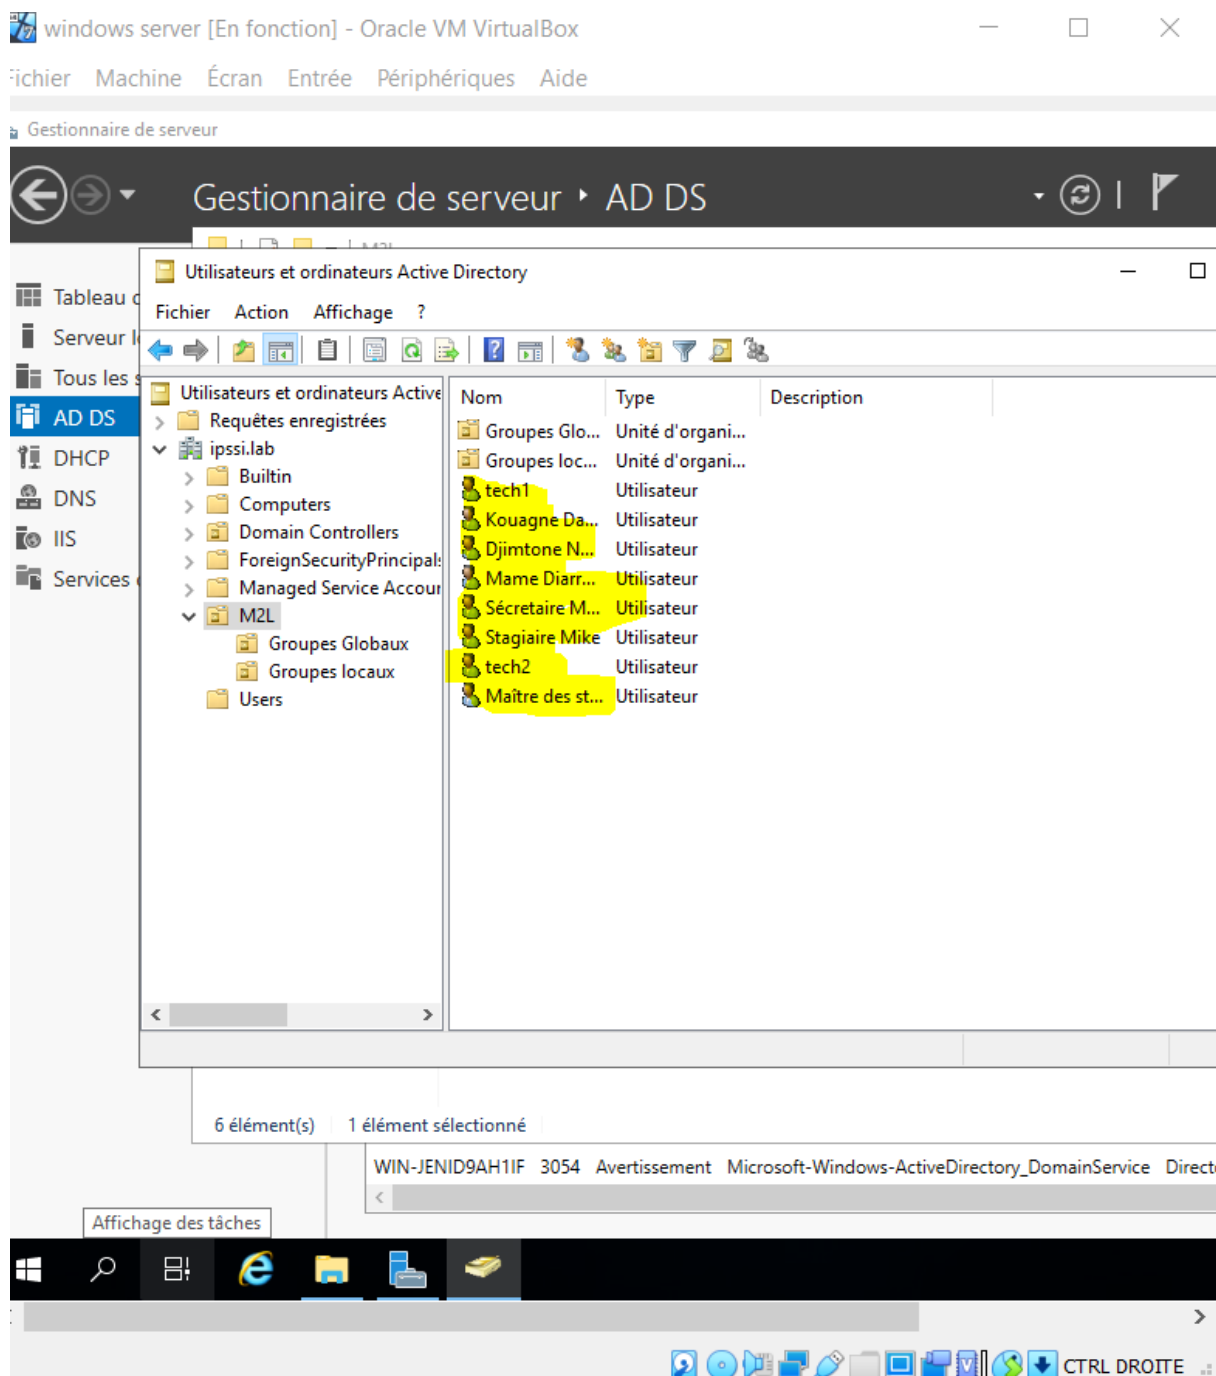 windows server [En fonction] - Oracle VM VirtualBox
Fichier Machine Écran Entrée Périphériques Aide
Gestionnaire de serveur
Gestionnaire de serveur ‣ AD DS
M2L
Utilisateurs et ordinateurs Active Directory
Fichier Action Affichage ?
Tableau
Serveur
Tous les
AD DS
DHCP
DNS
IIS
Services
Utilisateurs et ordinateurs Active
Requêtes enregistrées
ipssi.lab
Builtin
Computers
Domain Controllers
ForeignSecurityPrincipals
Managed Service Accour
M2L
Groupes Globaux
Groupes locaux
Users
Nom Type Description
Groupes Glo... Unité d'organi...
Groupes loc... Unité d'organi...
tech1 Utilisateur
Kouagne Da... Utilisateur
Djimtone N... Utilisateur
Mame Diarr... Utilisateur
Sécretaire M... Utilisateur
Stagiaire Mike Utilisateur
tech2 Utilisateur
Maître des st... Utilisateur
6 élément(s) 1 élément sélectionné
WIN-JENID9AH1IF 3054 Avertissement Microsoft-Windows-ActiveDirectory_DomainService Direct
Affichage des tâches
CTRL DROITE